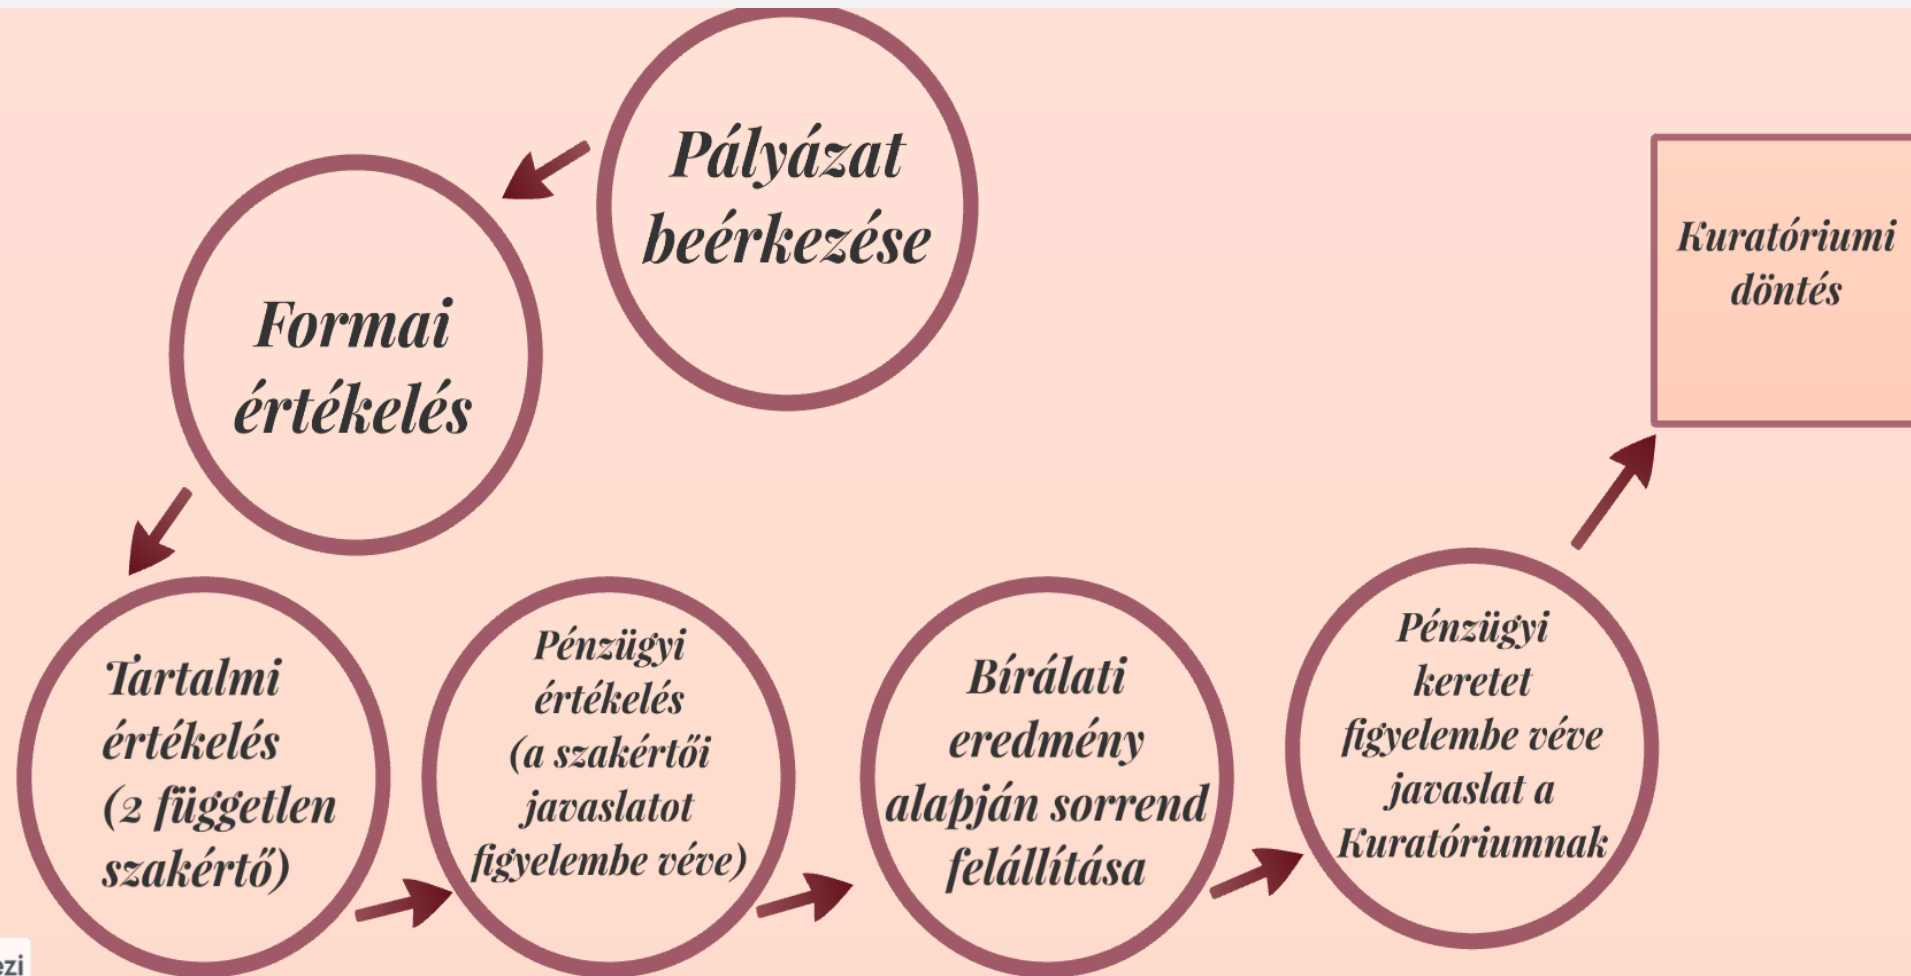 Pályázat
beérkezése
Formai
értékelés
Tartalmi
értékelés
(2 független
szakértő)
Pénzügyi
értékelés
(a szakértői
javaslatot
figyelembe véve)
Bírálati
eredmény
alapján sorrend
felállítása
Pénzügyi
keretet
figyelembe véve
javaslat a
Kuratóriumnak
Kuratóriumi
döntés